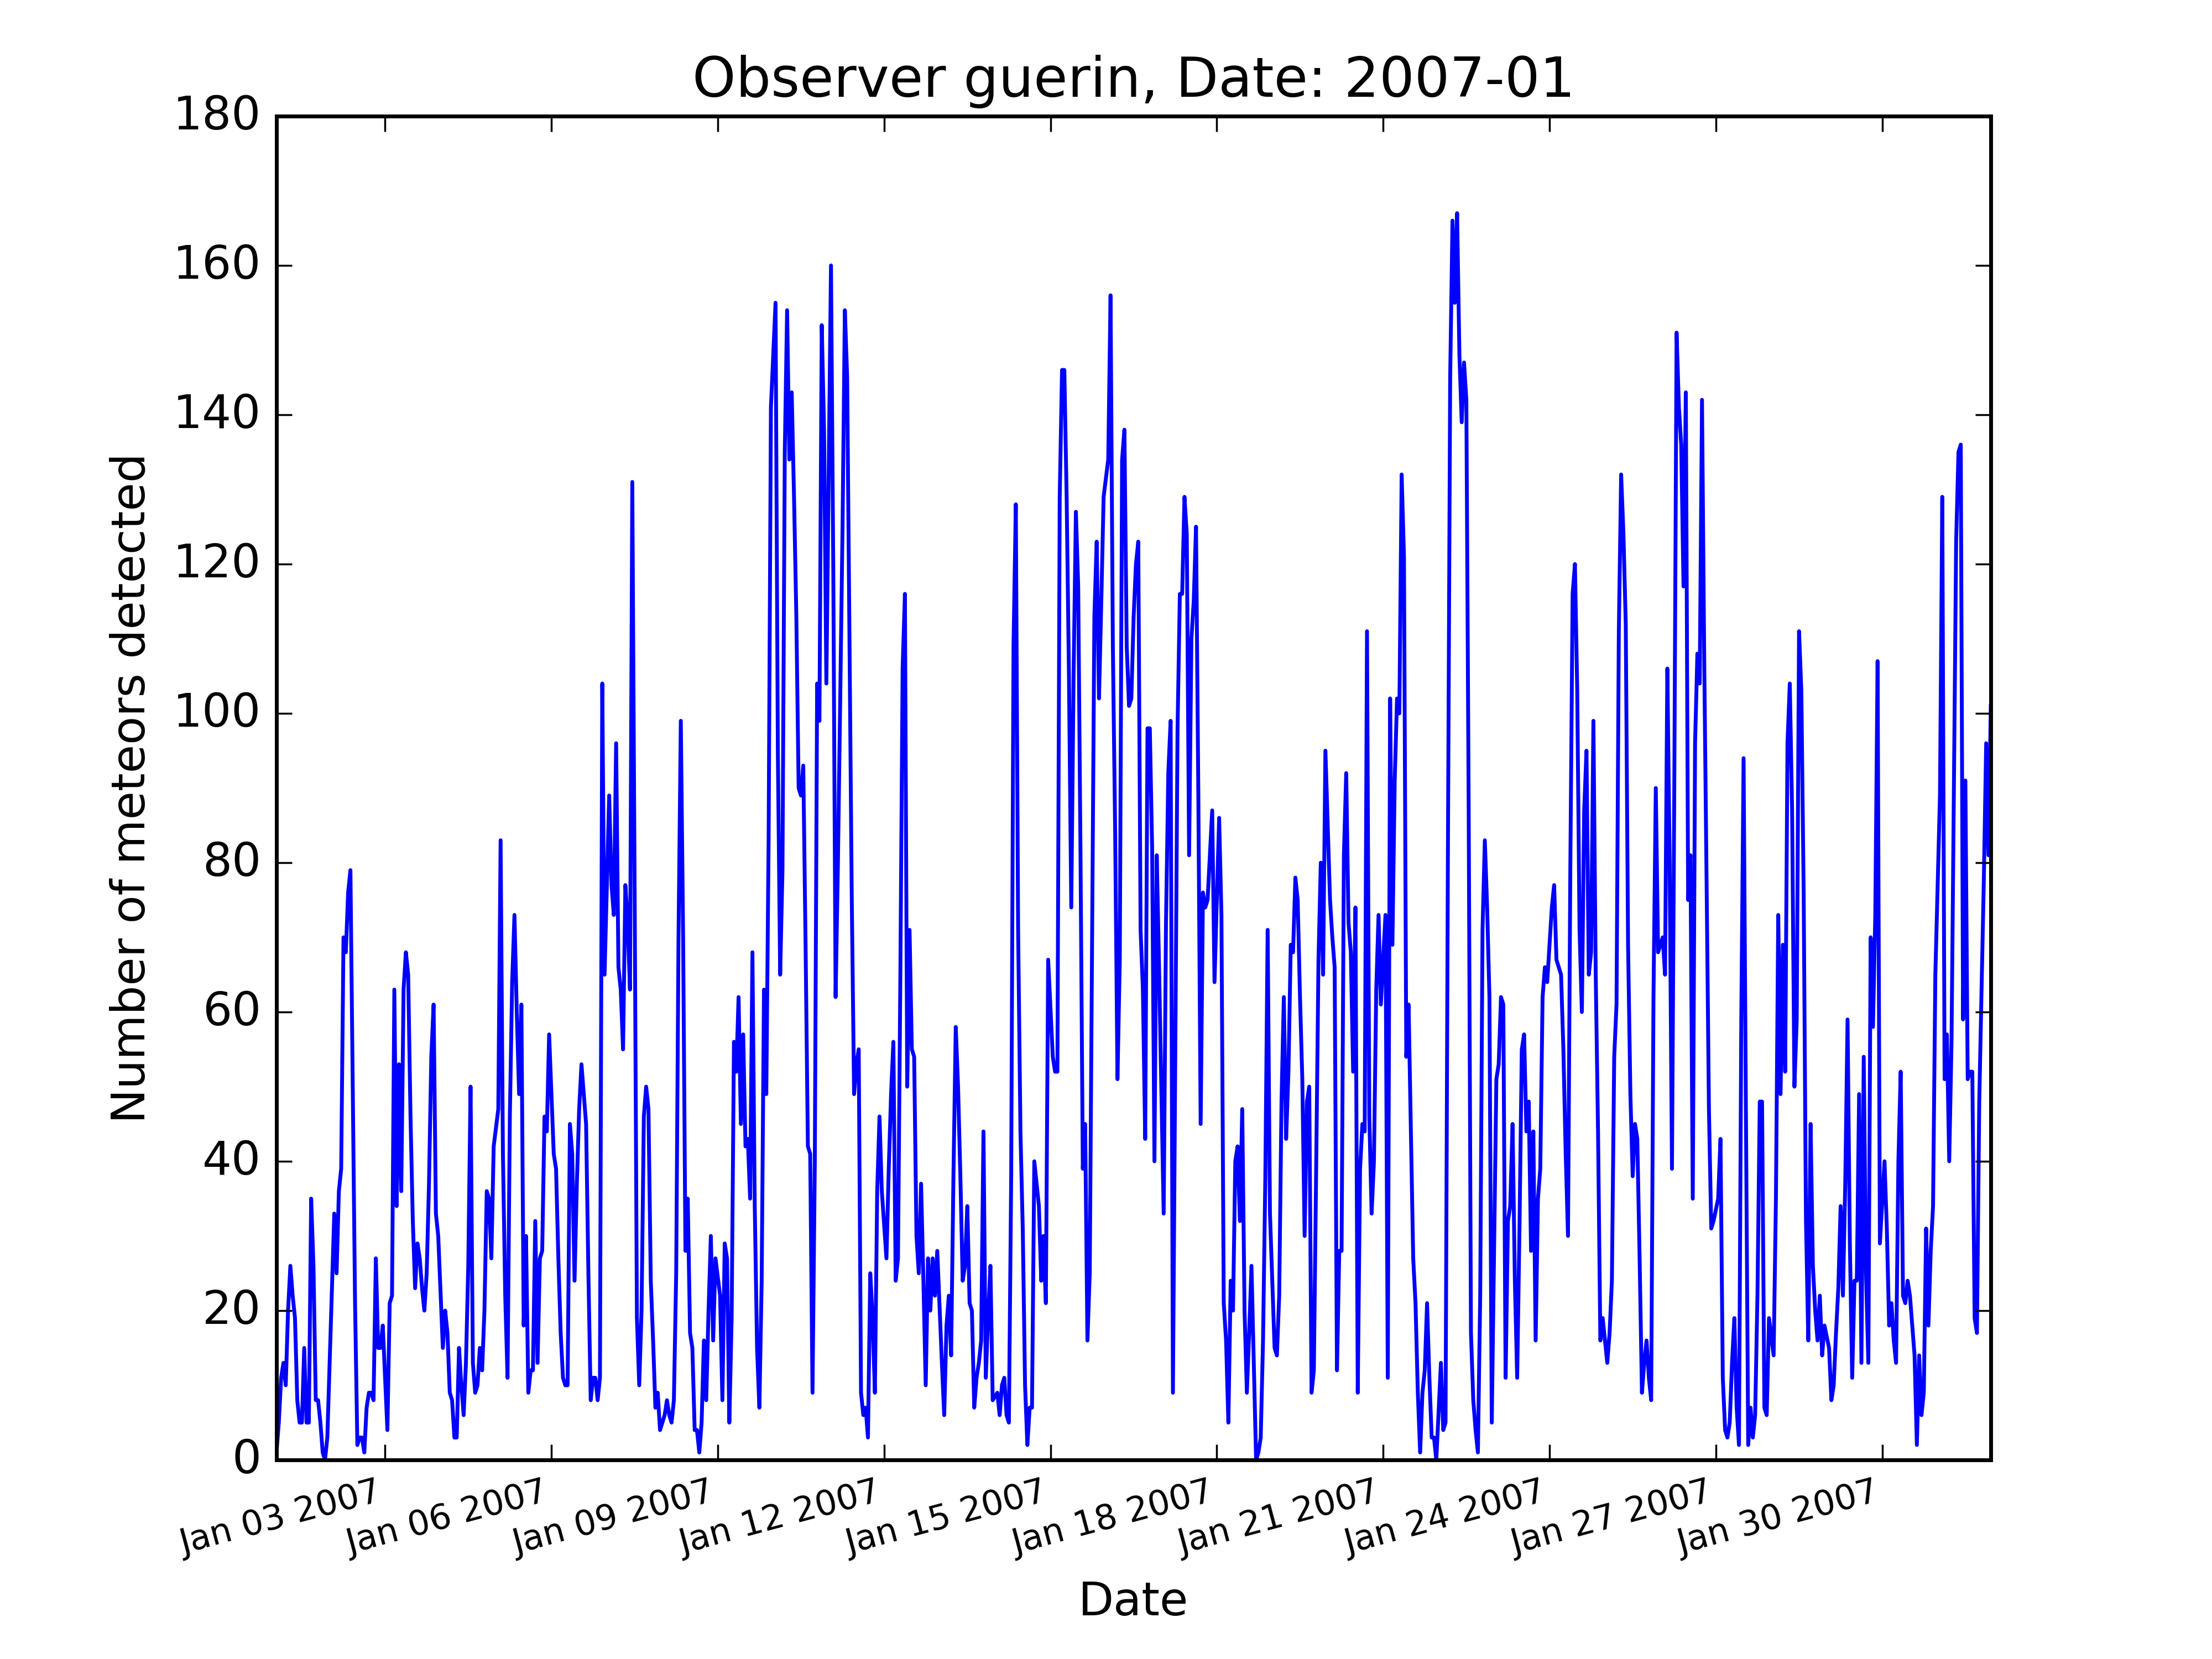 Observer guerin, Date: 2007-01
180
160
140
120
100
80
60
40
20
0
Number of meteors detected
Jan 03 2007
Jan 06 2007
Jan 09 2007
Jan 12 2007
Jan 15 2007
Jan 18 2007
Jan 21 2007
Jan 24 2007
Jan 27 2007
Jan 30 2007
Date